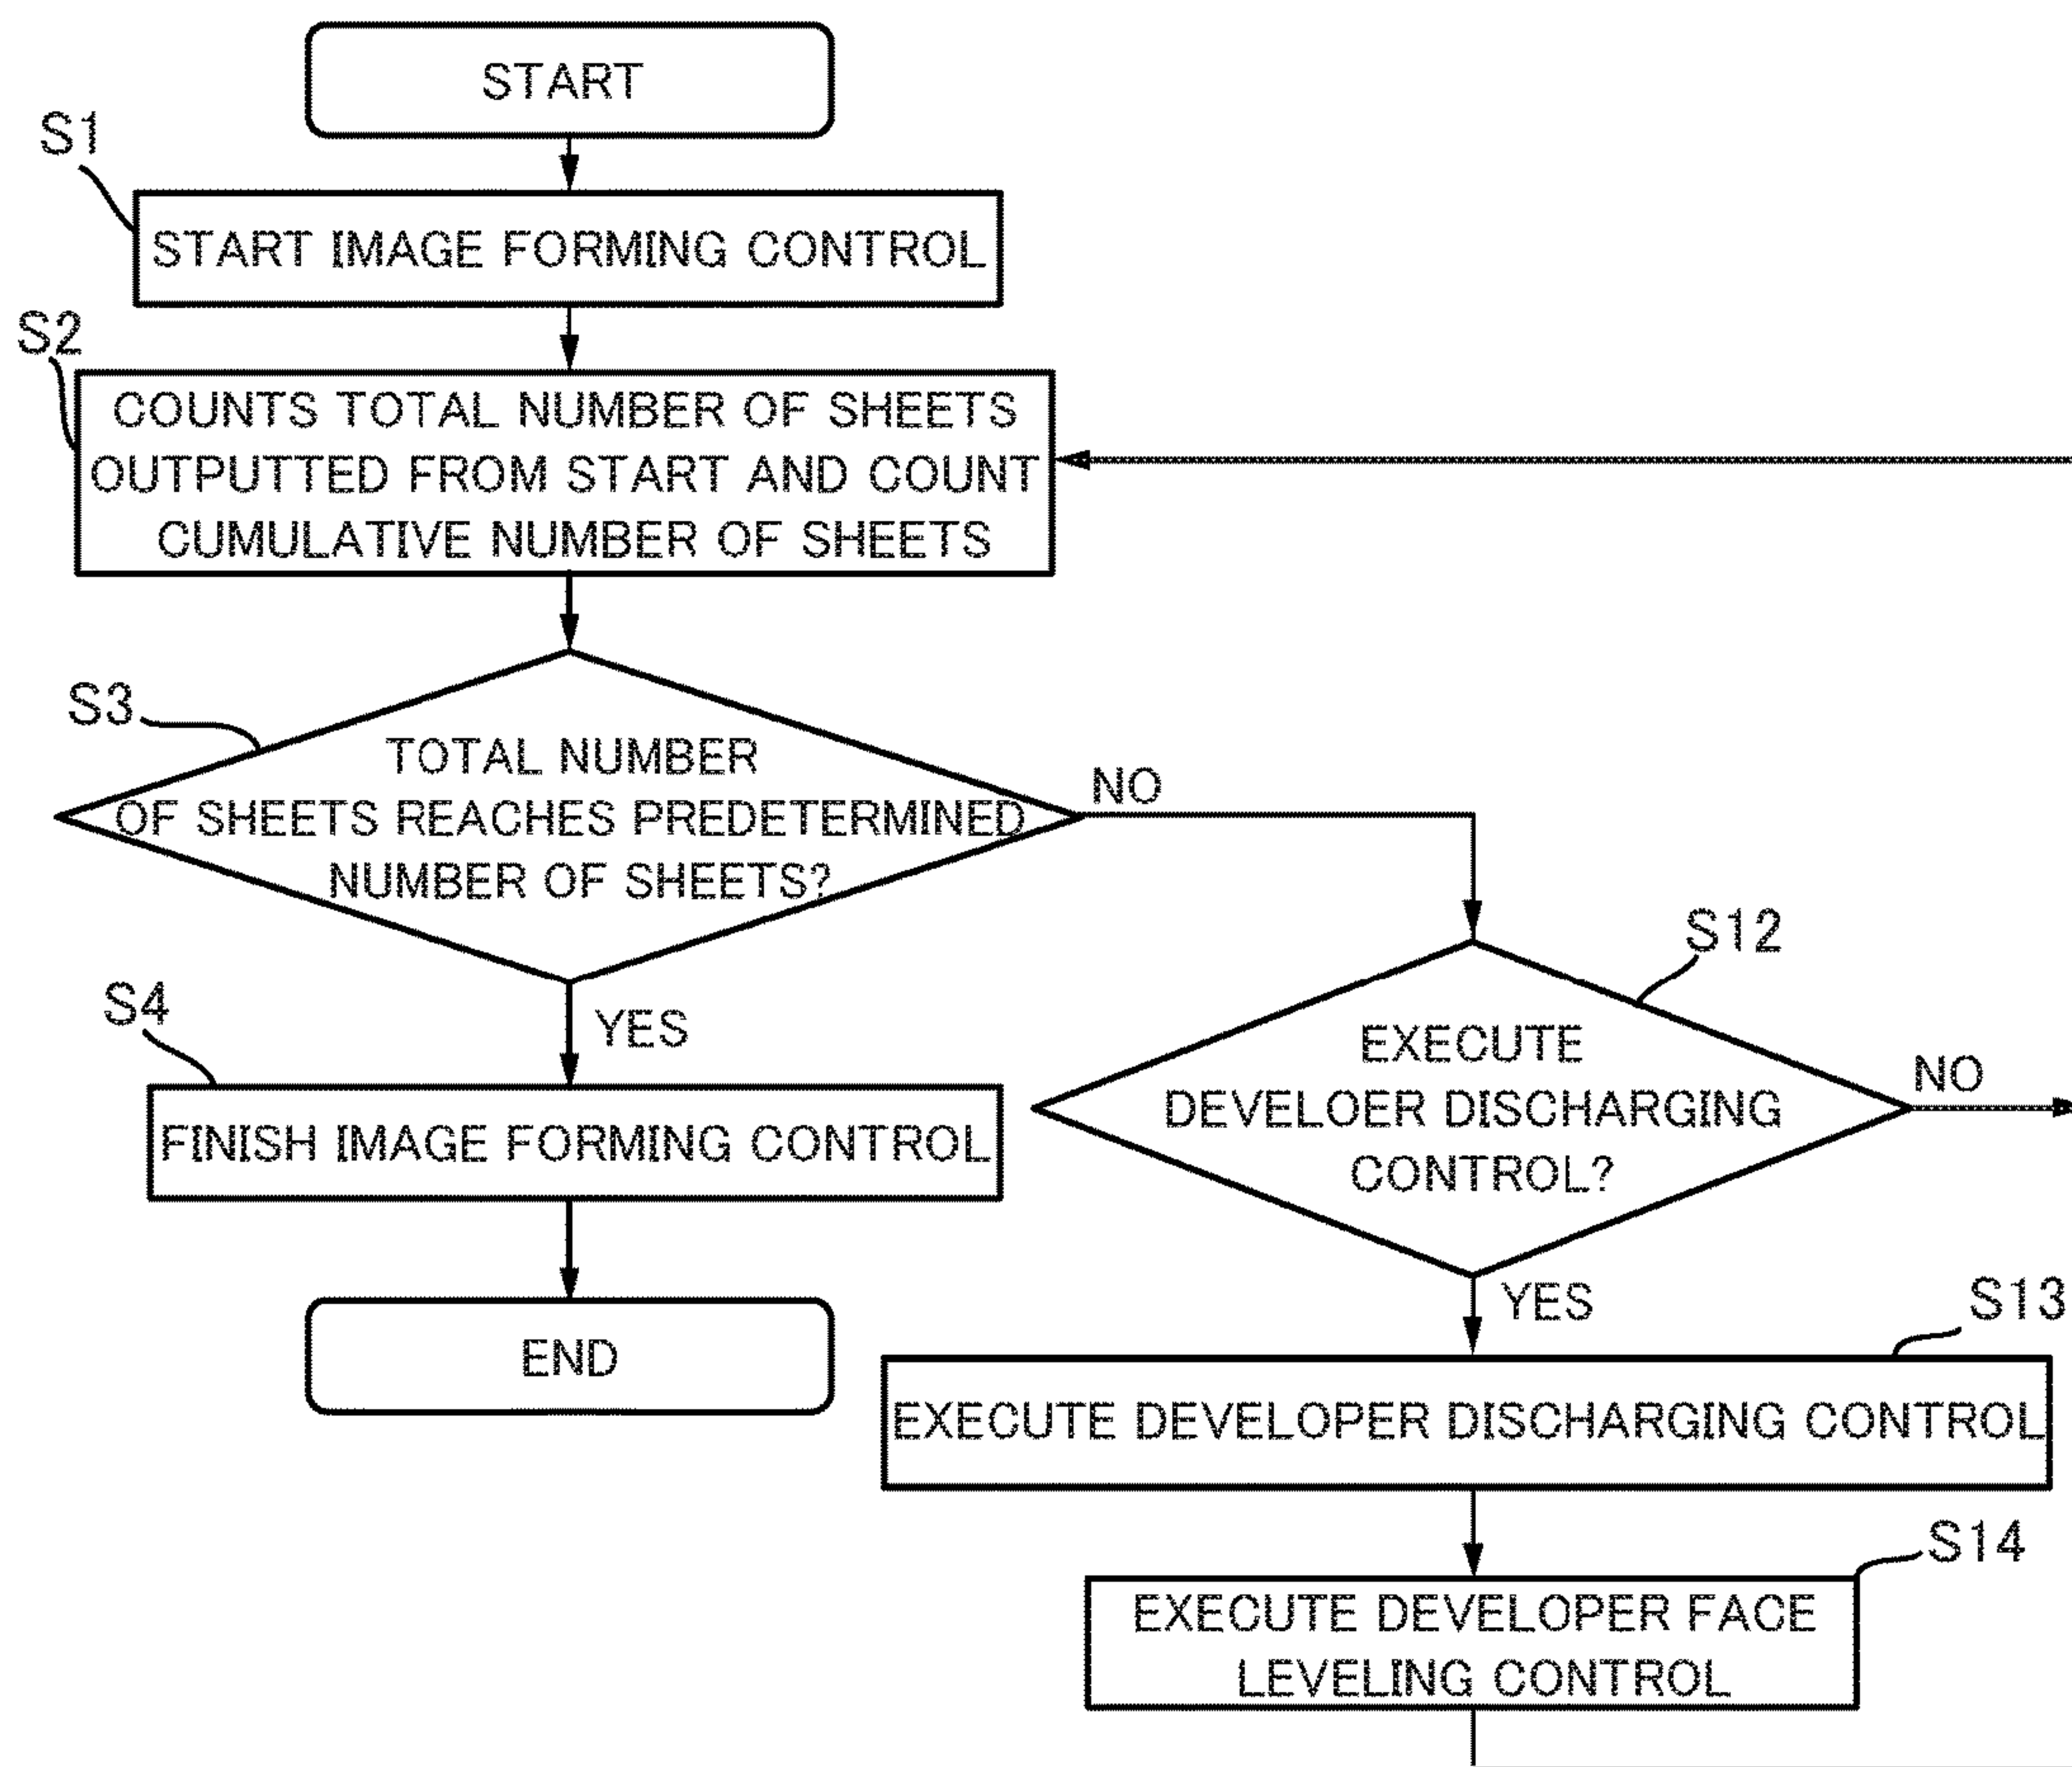 START
S1
START IMAGE FORMING CONTROL
S2
COUNTS TOTAL NUMBER OF SHEETS
OUTPUTTED FROM START AND COUNT
CUMULATIVE NUMBER OF SHEETS
S3
TOTAL NUMBER
OF SHEETS REACHES PREDETERMINED
NUMBER OF SHEETS?
NO
S12
S4
YES
EXECUTE
DEVELOER DISCHARGING
CONTROL?
NO
FINISH IMAGE FORMING CONTROL
YES
S13
END
EXECUTE DEVELOPER DISCHARGING CONTROL
S14
EXECUTE DEVELOPER FACE
LEVELING CONTROL